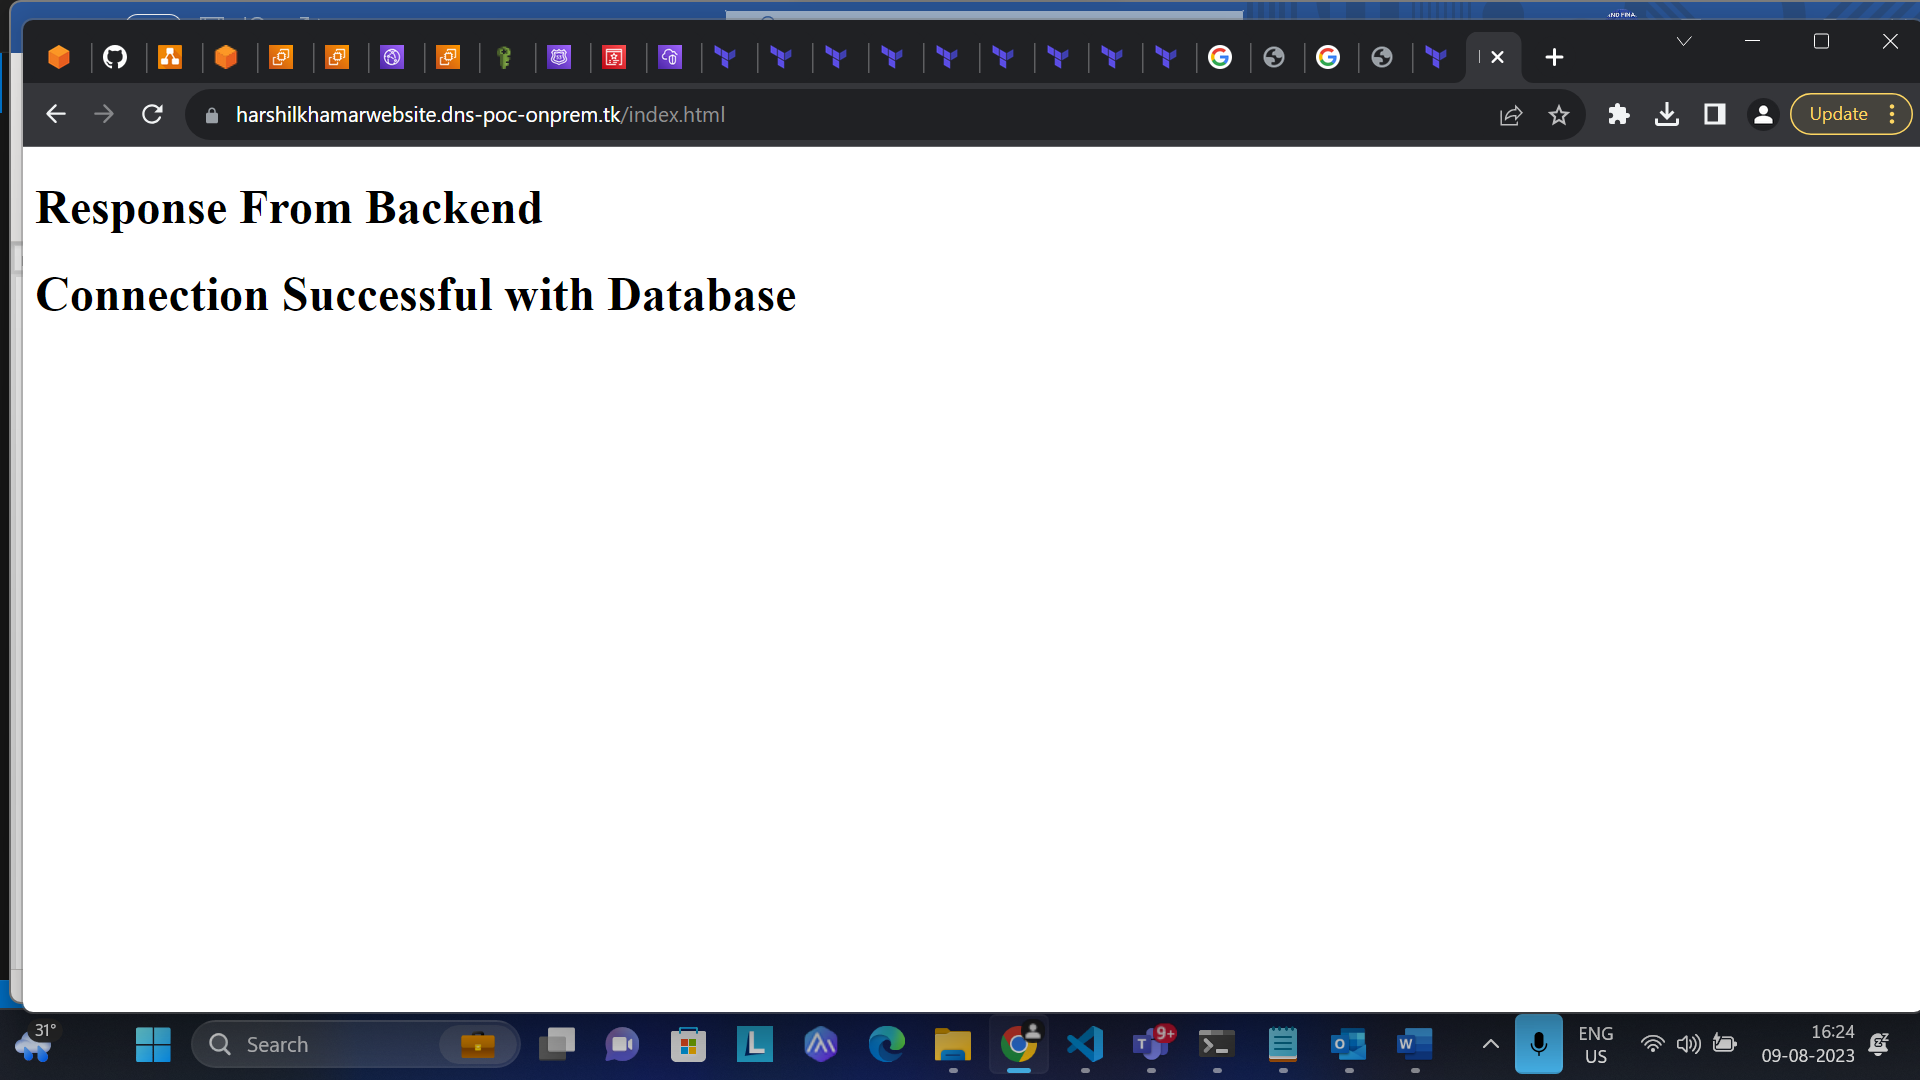 harshilkhamarwebsite.dns-poc-onprem.tk/index.html
Update
Response From Backend
Connection Successful with Database
31°
Search
L
9+
T
O
W
ENG
US
16:24
09-08-2023